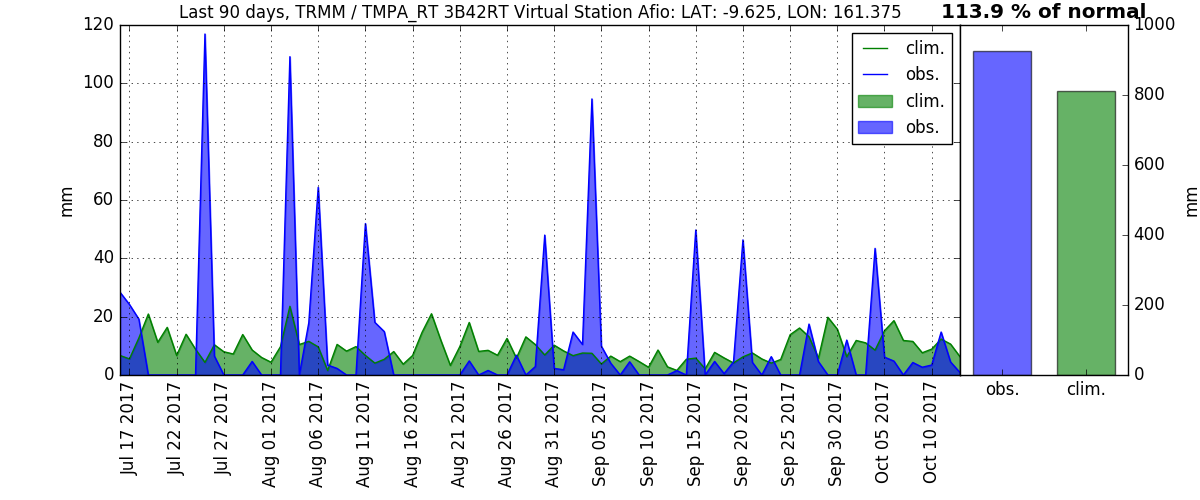 Last 90 days, TRMM / TMPA_RT 3B42RT Virtual Station Afio: LAT: -9.625, LON: 161.375
113.9 % of normal
120
100
80
60
40
20
0
mm
clim.
obs.
clim.
obs.
1000
800
600
400
200
0
mm
obs.
clim.
Jul 17 2017
Jul 22 2017
Jul 27 2017
Aug 01 2017
Aug 06 2017
Aug 11 2017
Aug 16 2017
Aug 21 2017
Aug 26 2017
Aug 31 2017
Sep 05 2017
Sep 10 2017
Sep 15 2017
Sep 20 2017
Sep 25 2017
Sep 30 2017
Oct 05 2017
Oct 10 2017